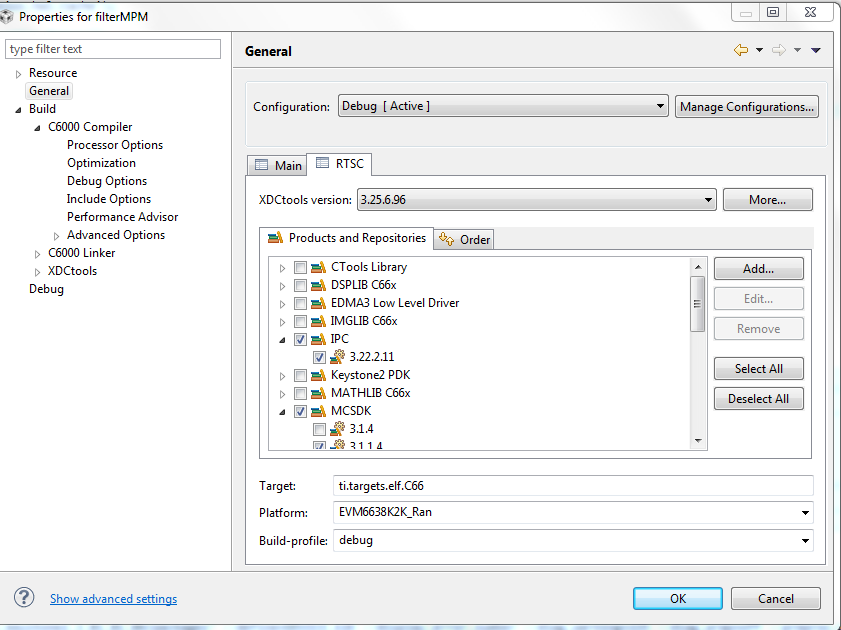 Properties for filterMPM
type filter text
General
Resource
General
Build
C6000 Compiler
Processor Options
Optimization
Debug Options
Include Options
Performance Advisor
Advanced Options
C6000 Linker
XDCtools
Debug
Configuration:
Debug [ Active ]
Manage Configurations...
Main
RTSC
XDCtools version:
3.25.6.96
More...
Products and Repositories
Order
CTools Library
DSPLIB C66x
EDMA3 Low Level Driver
IMGLIB C66x
IPC
3.22.2.11
Keystone2 PDK
MATHLIB C66x
MCSDK
3.1.4
3.1.1.4
Add...
Edit...
Remove
Select All
Deselect All
Target:
ti.targets.elf.C66
Platform:
EVM6638K2K_Ran
Build-profile:
debug
Show advanced settings
OK
Cancel